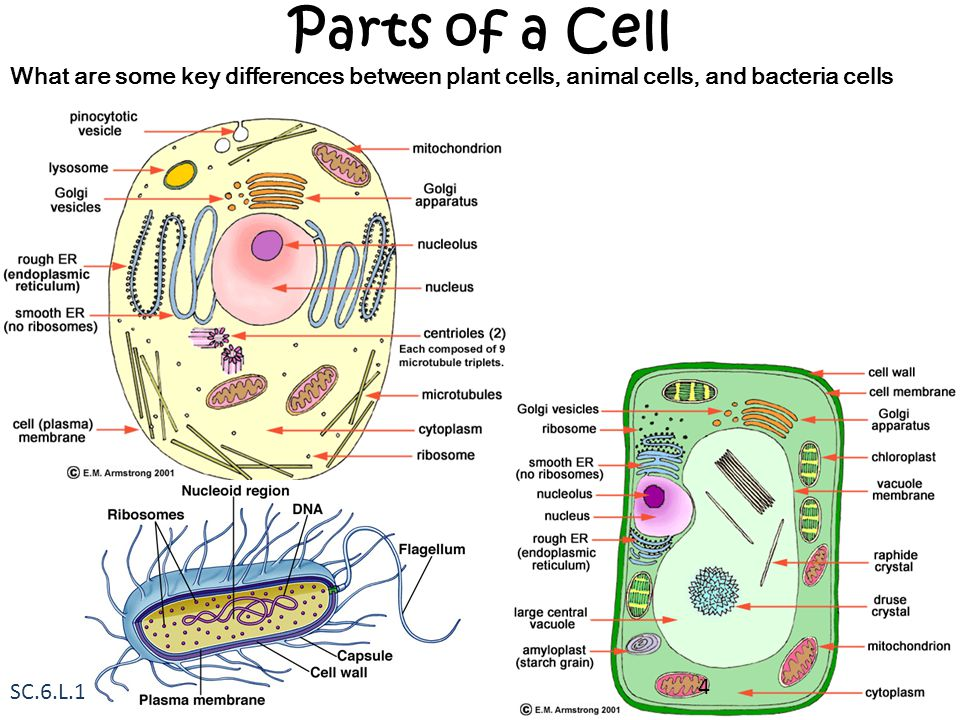 Parts of a Cell
What are some key differences between plant cells, animal cells, and bacteria cells
pinocytotic
vesicle
lysosome
Golgi
vesicles
rough ER
(endoplasmic
reticulum)
smooth ER
(no ribosomes)
cell (plasma)
membrane
mitochondrion
Golgi
apparatus
nucleolus
nucleus
centrioles (2)
Each composed of 9
microtubule triplets.
microtubules
cytoplasm
ribosome
© E.M. Armstrong 2001
Nucleoid region
Ribosomes
DNA
Flagellum
Capsule
Cell wall
Plasma membrane
SC.6.L.1
Golgi vesicles
ribosome
smooth ER
(no ribosomes)
nucleolus
nucleus
rough ER
(endoplasmic
reticulum)
large central
vacuole
amyloplast
(starch grain)
cell wall
cell membrane
Golgi
apparatus
chloroplast
vacuole
membrane
raphide
crystal
druse
crystal
mitochondrion
cytoplasm
4
© E.M. Armstrong 2001